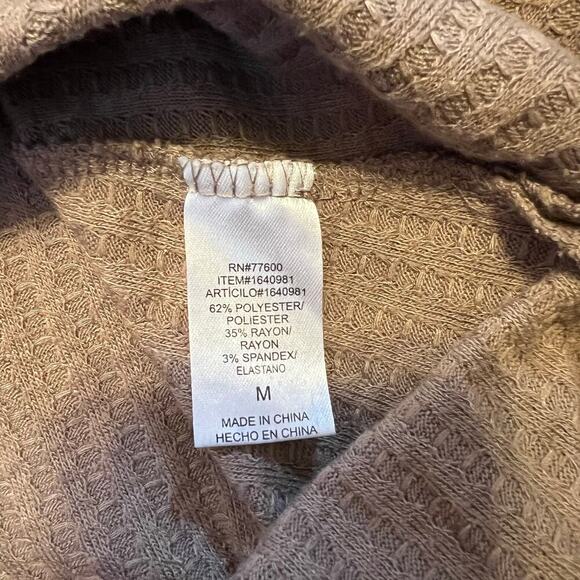 RN#77600
ITEM#1640981
ARTÍCILO#1640981
62% POLYESTER/
POLIESTER
35% RAYON/
RAYON
3% SPANDEX/
ELASTANO
M
MADE IN CHINA
HECHO EN CHINA